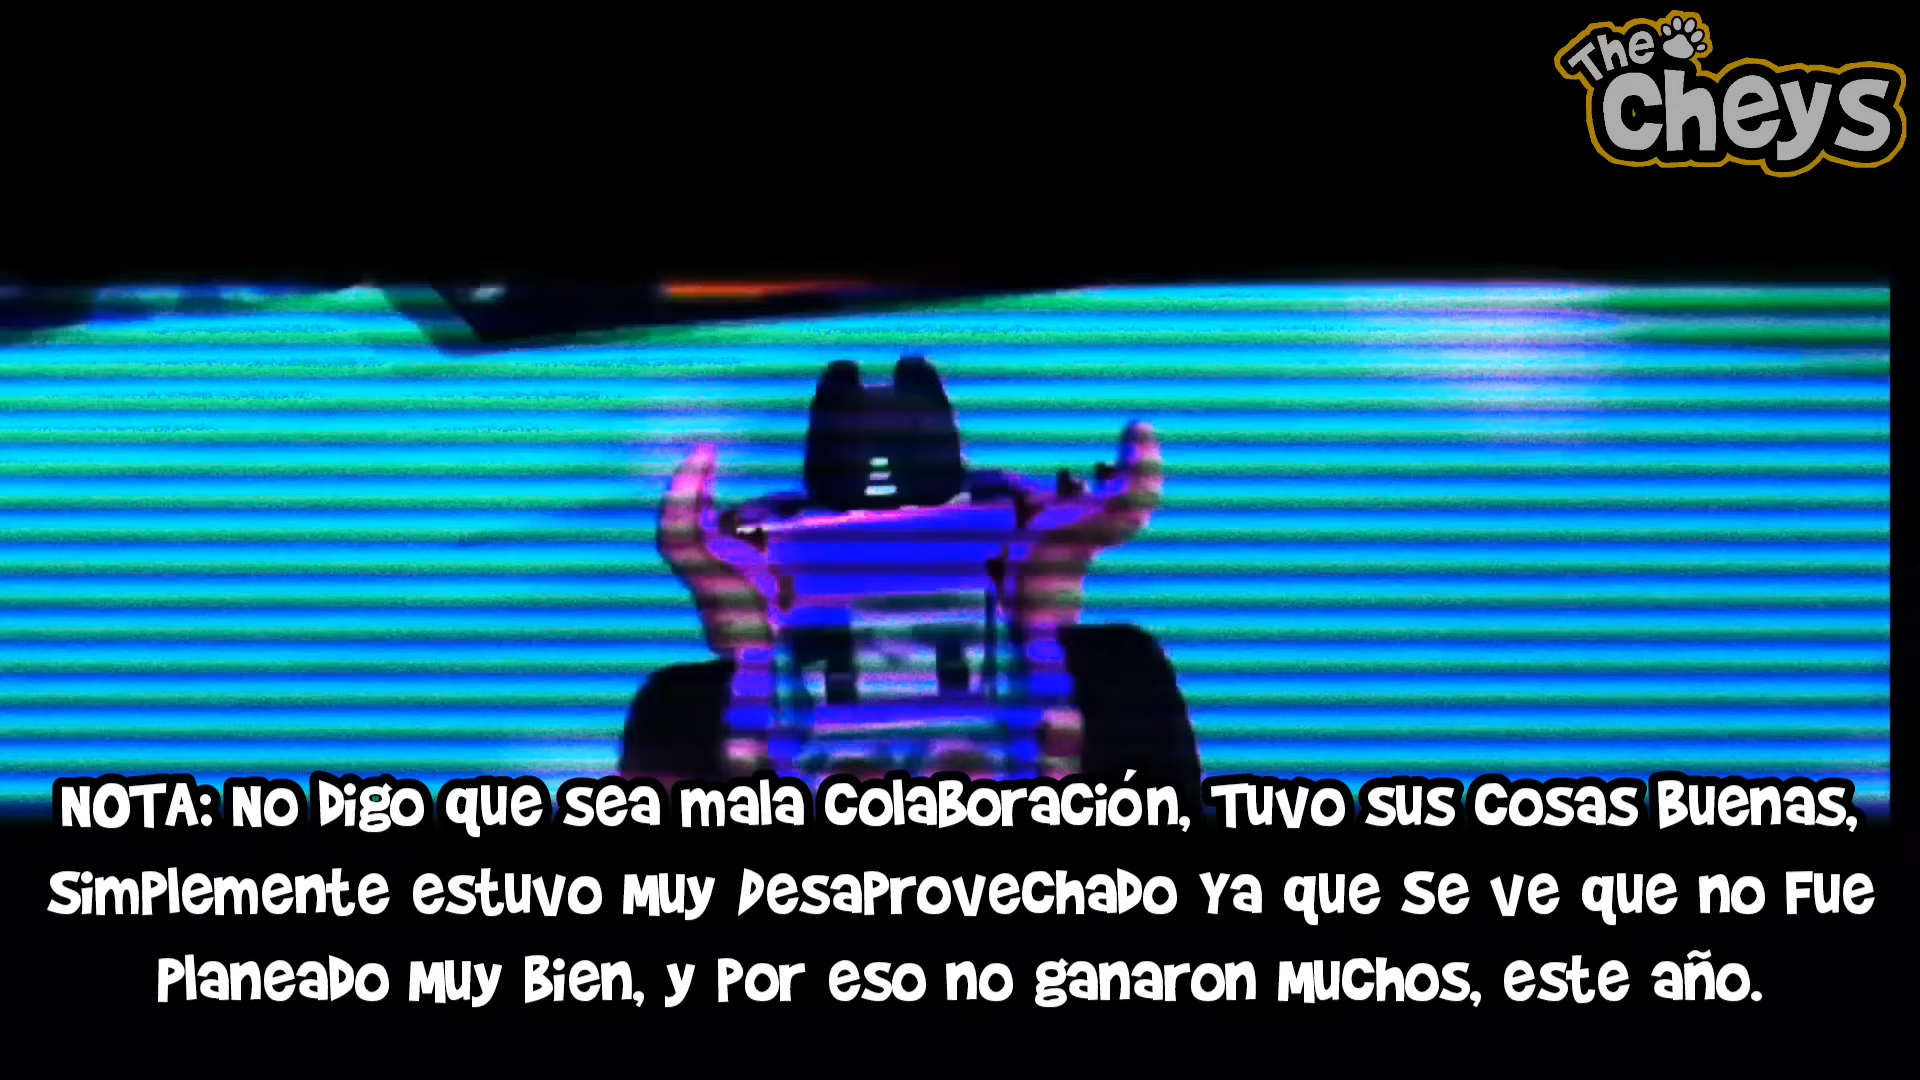 The Cheys
NOTA: No Digo que sea mala Colaboración, Tuvo sus Cosas Buenas,
Simplemente estuvo Muy Desaprovechado Ya que Se ve que no Fue
Planeado Muy Bien, y Por eso no ganaron Muchos, este año.